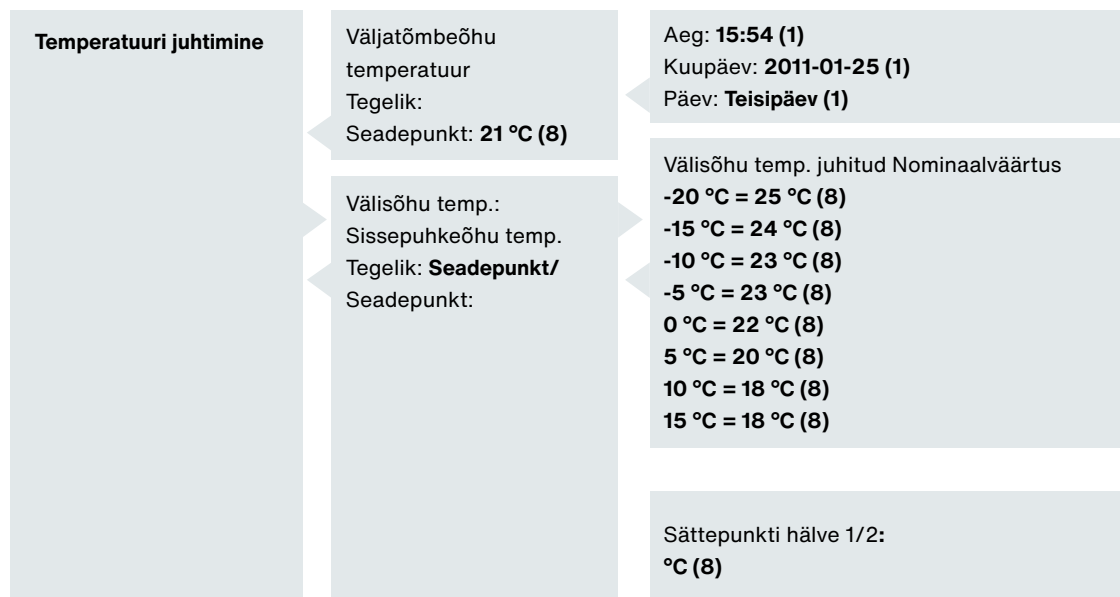 Temperatuuri juhtimine
Väljatõmbeõhu
temperatuur
Tegelik:
Seadepunkt: 21 °C (8)
Välisõhu temp.:
Sissepuhkeõhu temp.
Tegelik: Seadepunkt/
Seadepunkt:
Aeg: 15:54 (1)
Kuupäev: 2011-01-25 (1)
Päev: Teisipäev (1)
Välisõhu temp. juhitud Nominaalväärtus
-20 °C = 25 °C (8)
-15 °C = 24 °C (8)
-10 °C = 23 °C (8)
-5 °C = 23 °C (8)
0 °C = 22 °C (8)
5 °C = 20 °C (8)
10 °C = 18 °C (8)
15 °C = 18 °C (8)
Sättepunkti hälve 1/2:
°C (8)